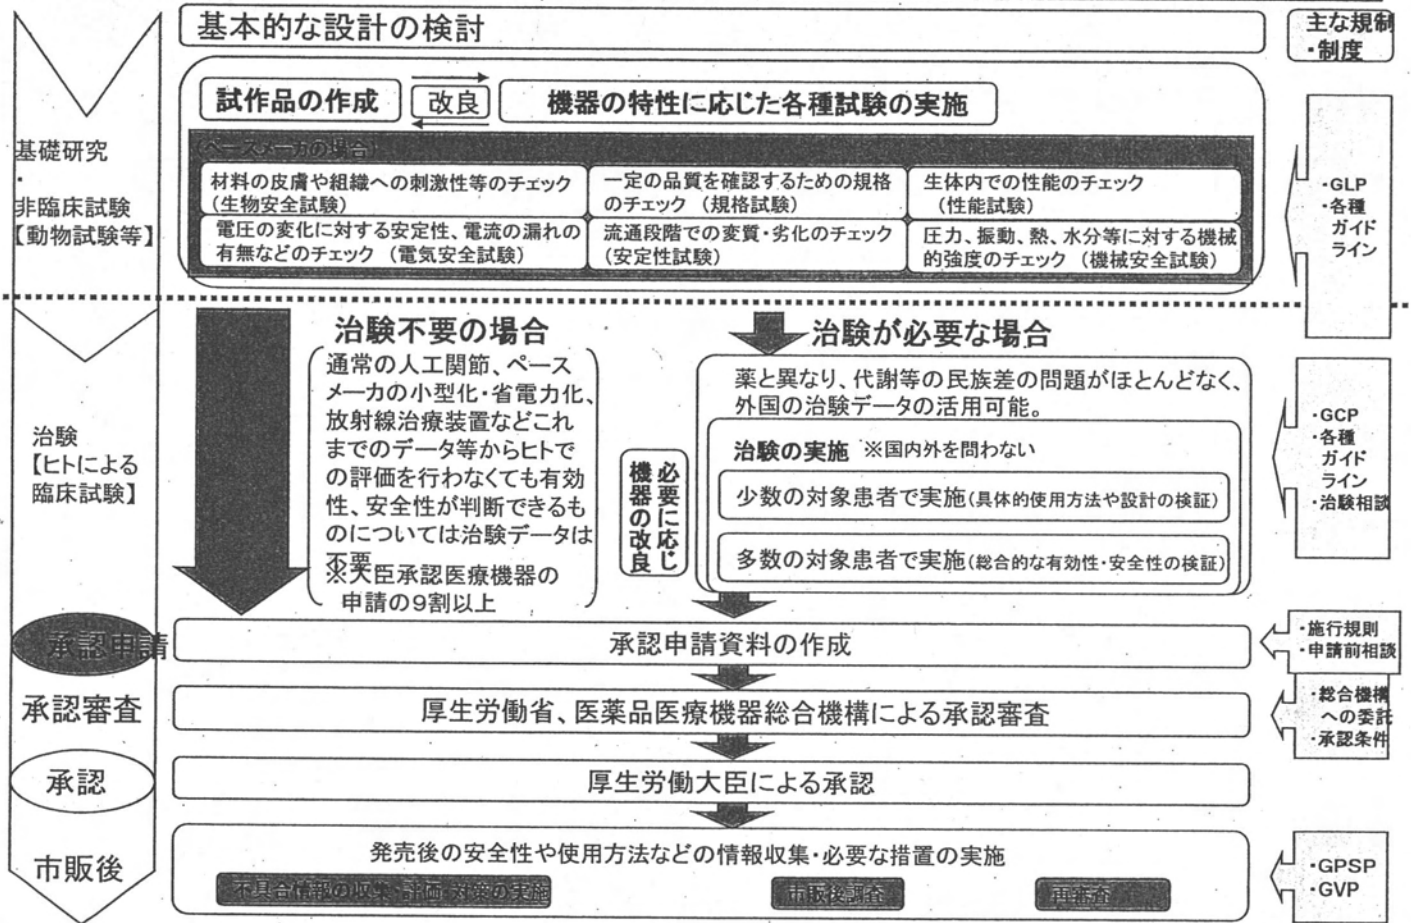 基本的な設計の検討
主な規制
・制度
試作品の作成
改良
機器の特性に応じた各種試験の実施
(ペースメーカの場合)
材料の皮膚や組織への刺激性等のチェック
(生物安全試験)
一定の品質を確認するための規格
のチェック (規格試験)
生体内での性能のチェック
(性能試験)
電圧の変化に対する安定性、電流の漏れの
有無などのチェック (電気安全試験)
流通段階での変質・劣化のチェック
(安定性試験)
圧力、振動、熱、水分等に対する機械
的強度のチェック (機械安全試験)
基礎研究
・
非臨床試験
【動物試験等】
・GLP
・各種
ガイド
ライン
治験不要の場合
通常の人工関節、ペース
メーカの小型化・省電力化、
放射線治療装置などこれ
までのデータ等からヒトで
の評価を行わなくても有効
性、安全性が判断できるも
のについては治験データは
不要。
※大臣承認医療機器の
申請の9割以上
治験が必要な場合
薬と異なり、代謝等の民族差の問題がほとんどなく、
外国の治験データの活用可能。
治験の実施 ※国内外を問わない
少数の対象患者で実施(具体的使用方法や設計の検証)
多数の対象患者で実施(総合的な有効性・安全性の検証)
必要に応じ
機器の改良
治験
【ヒトによる
臨床試験】
・GCP
・各種
ガイド
ライン
・治験相談
承認申請
承認申請資料の作成
・施行規則
・申請前相談
承認審査
厚生労働省、医薬品医療機器総合機構による承認審査
・総合機構
への委託
・承認条件
承認
厚生労働大臣による承認
市販後
発売後の安全性や使用方法などの情報収集・必要な措置の実施
不具合情報の収集・評価・対策の実施
市販後調査
再審査
・GPSP
・GVP